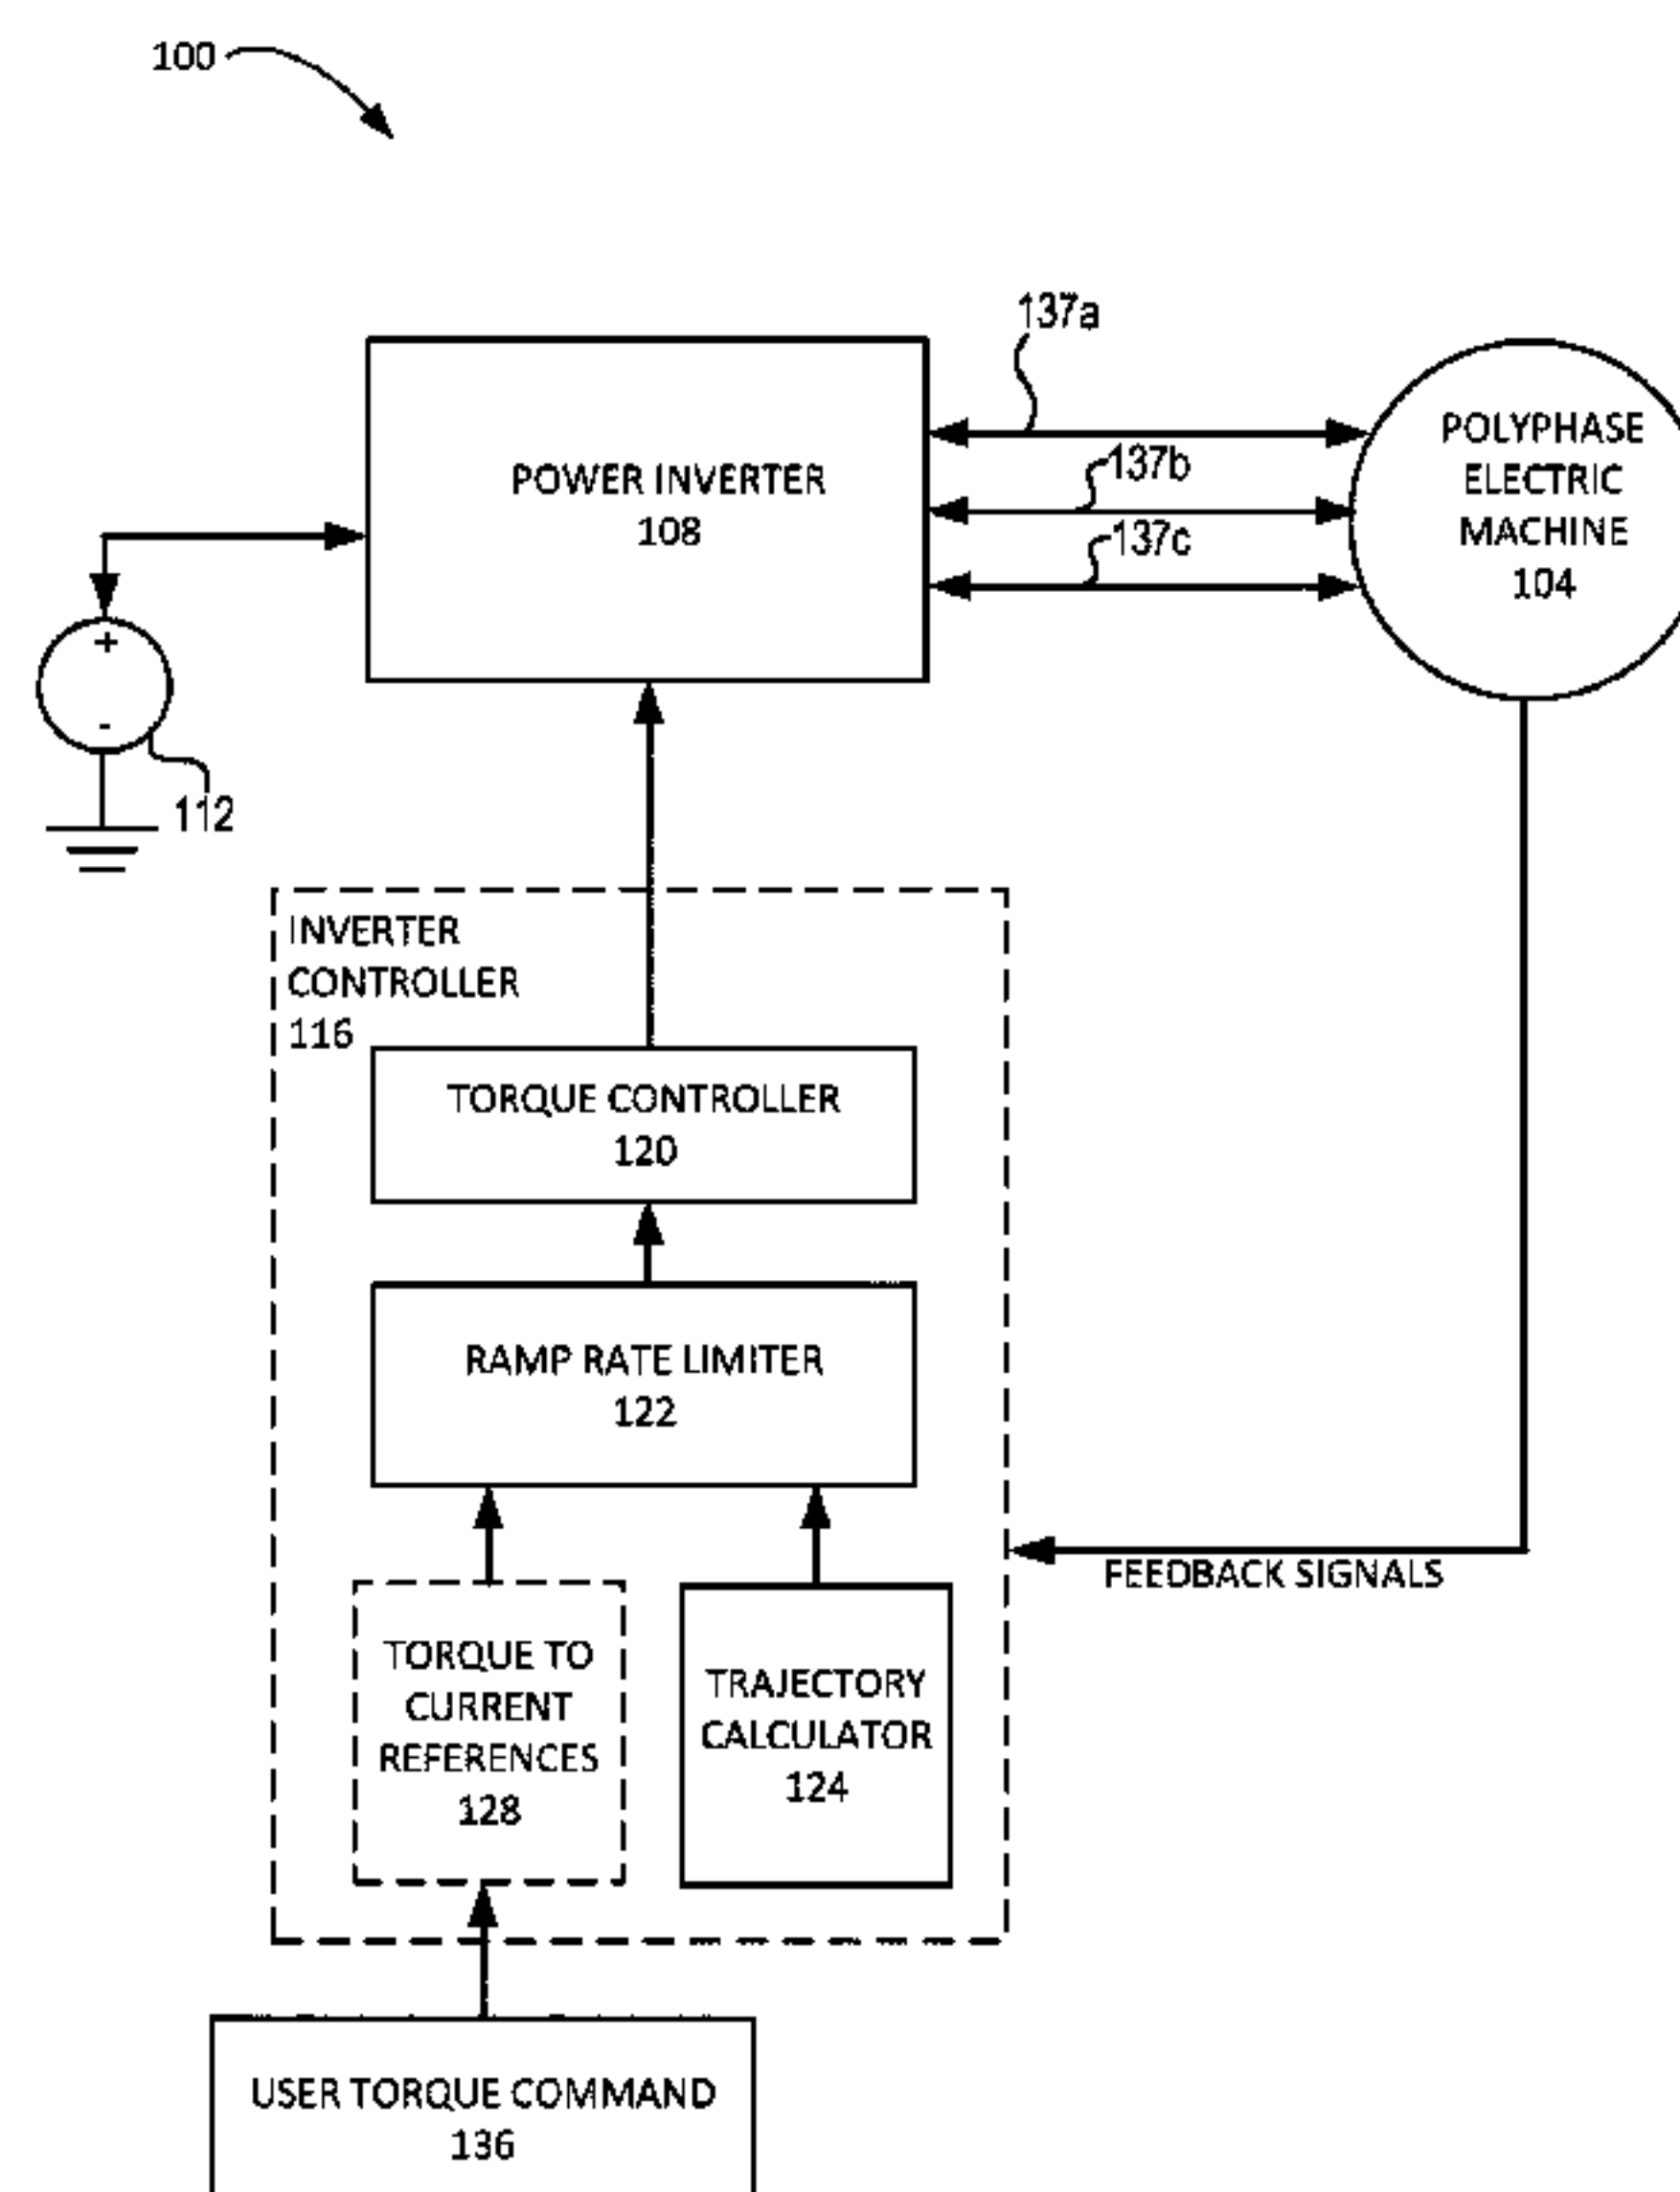 100
137a
POWER INVERTER
108
137b
137c
POLYPHASE
ELECTRIC
MACHINE
104
+
-
112
INVERTER
CONTROLLER
116
TORQUE CONTROLLER
120
RAMP RATE LIMITER
122
FEEDBACK SIGNALS
TORQUE TO
CURRENT
REFERENCES
128
TRAJECTORY
CALCULATOR
124
USER TORQUE COMMAND
136